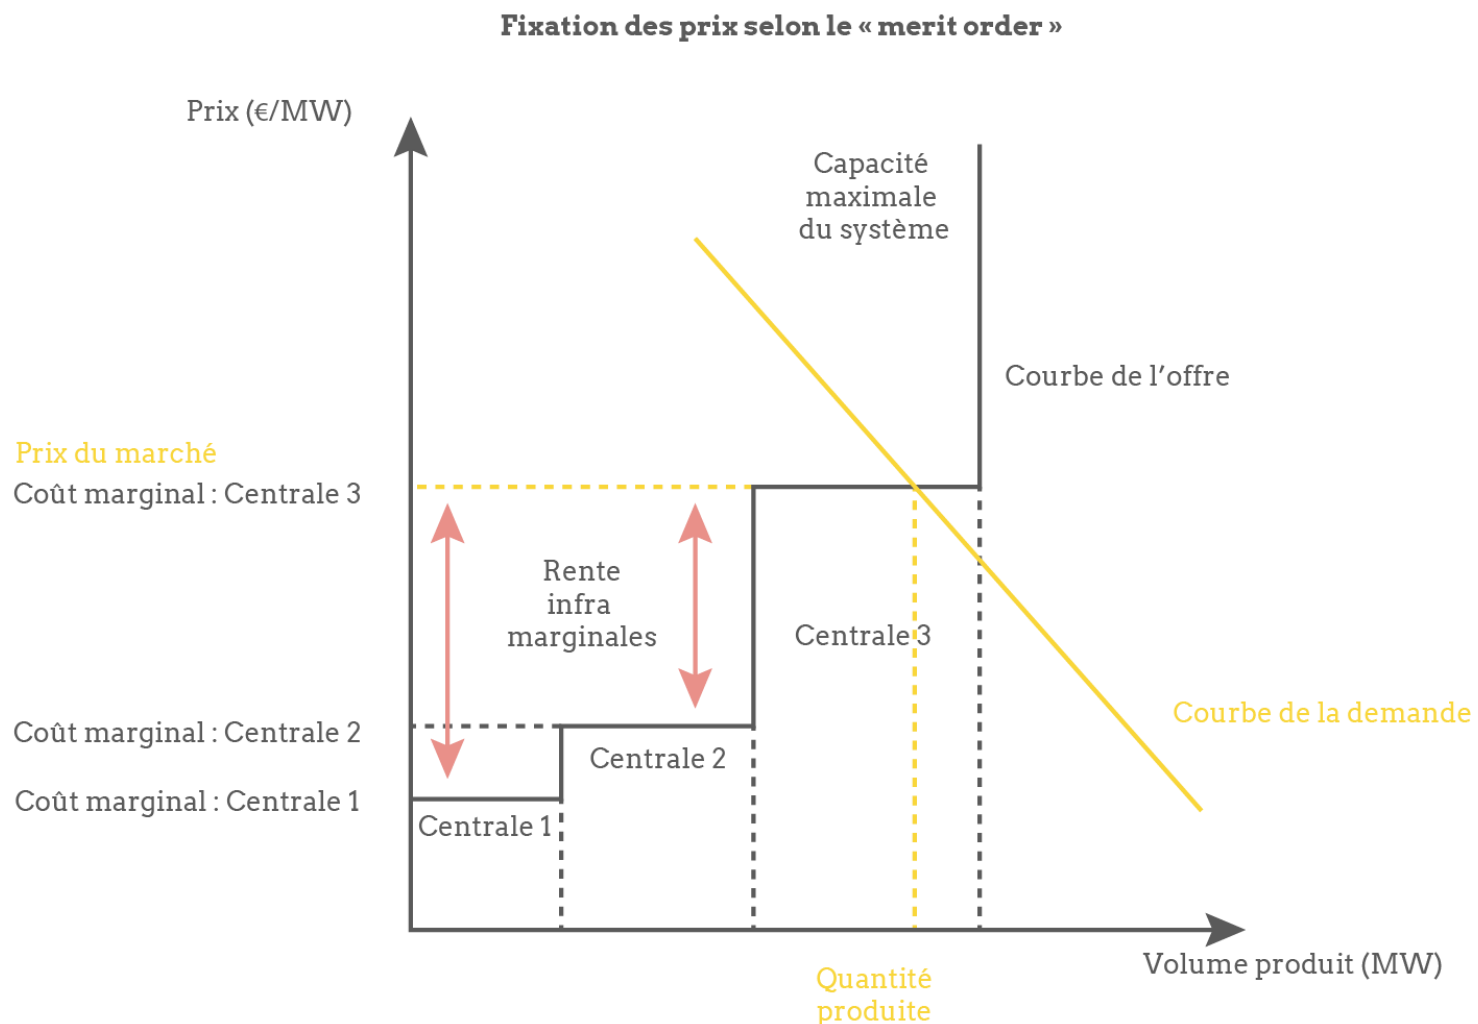 Fixation des prix selon le « merit order »
Prix (€/MW)
Capacité
maximale
du système
Courbe de l’offre
Prix du marché
Coût marginal : Centrale 3
Rente
infra
marginales
Centrale 3
Courbe de la demande
Coût marginal : Centrale 2
Centrale 2
Coût marginal : Centrale 1
Centrale 1
Volume produit (MW)
Quantité
produite